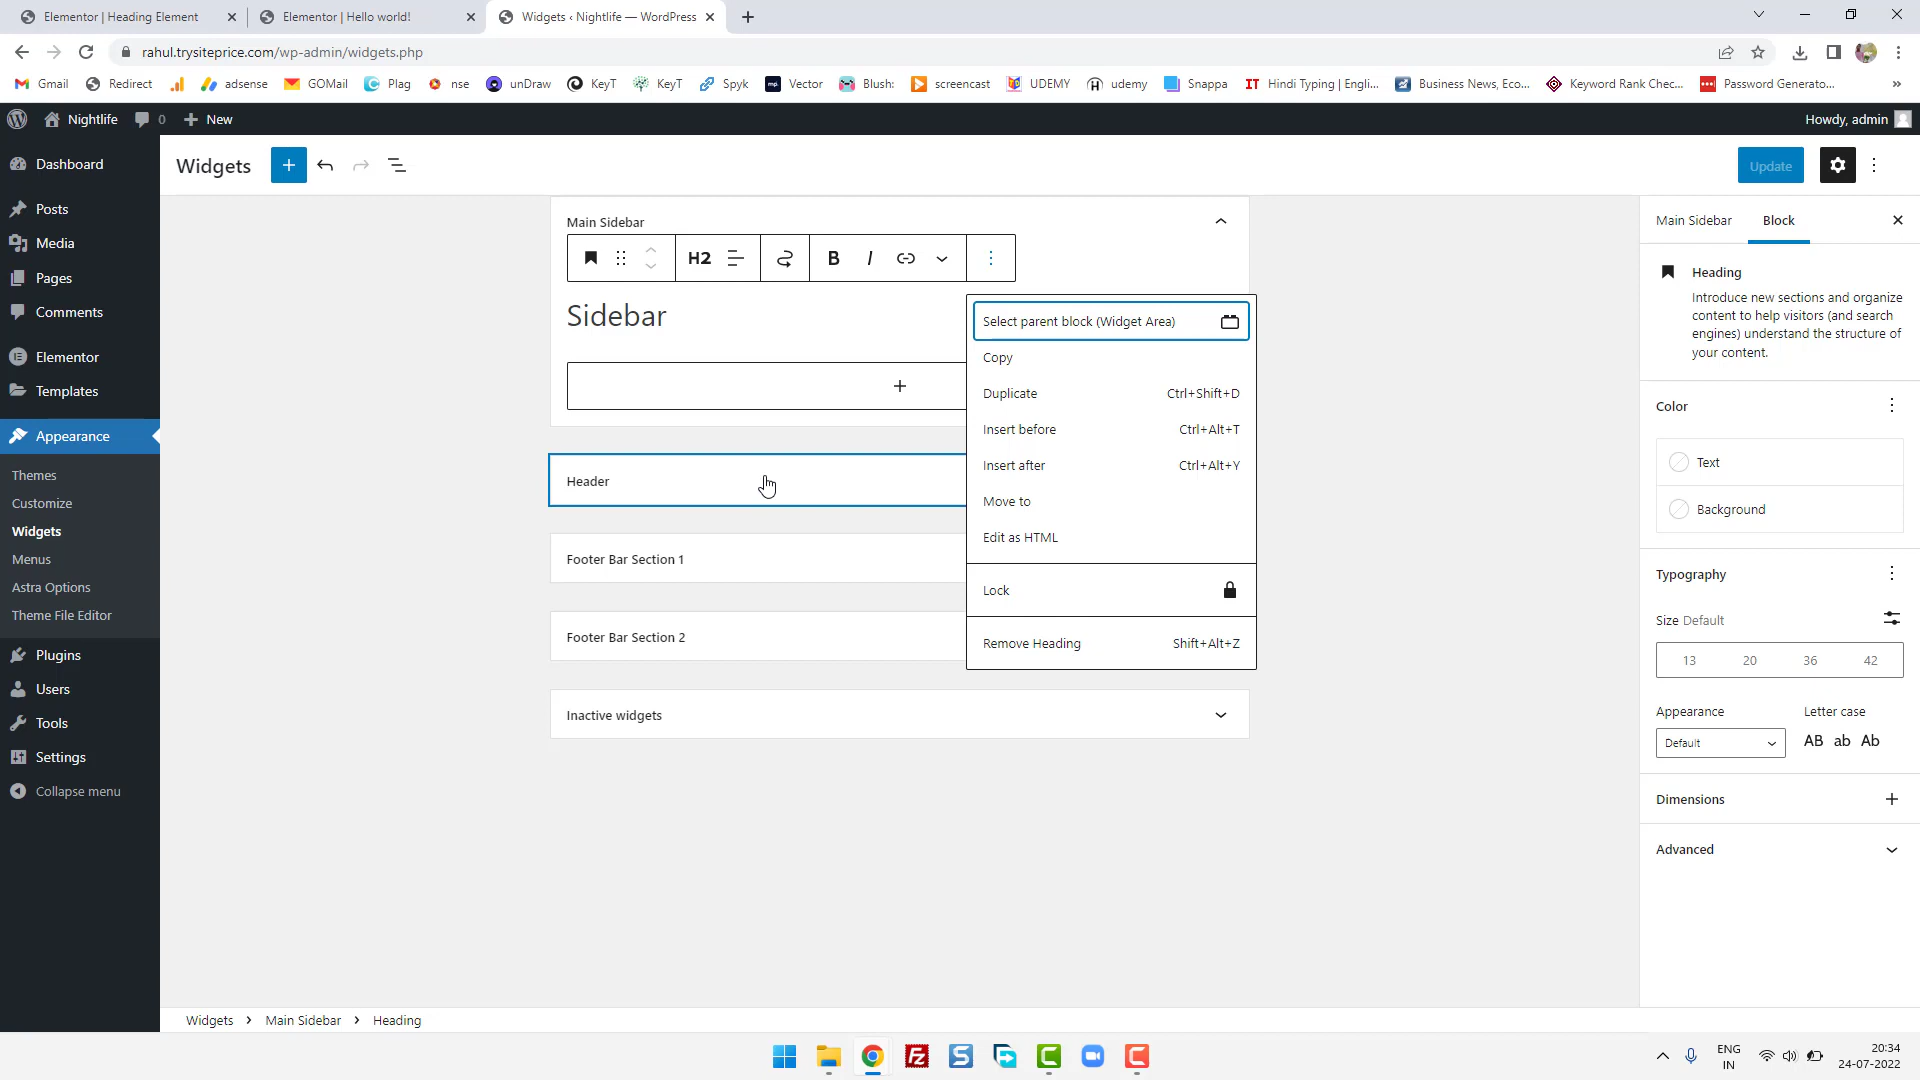 Elementor | Heading Element
Elementor | Hello world!
Widgets ‹ Nightlife — WordPress
rahul.trysiteprice.com/wp-admin/widgets.php
Gmail
Redirect
adsense
GOMail
Plag
nse
unDraw
KeyT
KeyT
Spyk
Vector
Blush:
screencast
UDEMY
udemy
Snappa
IT
Hindi Typing | Engli...
Business News, Eco...
Keyword Rank Chec...
Password Generato...
»
Nightlife
0
New
Howdy, admin
Dashboard
Posts
Media
Pages
Comments
Elementor
Templates
Appearance
Themes
Customize
Widgets
Menus
Astra Options
Theme File Editor
Plugins
Users
Tools
Settings
Collapse menu
Widgets
Update
Main Sidebar
H2
B
I
Sidebar
Header
Footer Bar Section 1
Footer Bar Section 2
Inactive widgets
Select parent block (Widget Area)
Copy
Duplicate Ctrl+Shift+D
Insert before Ctrl+Alt+T
Insert after Ctrl+Alt+Y
Move to
Edit as HTML
Lock
Remove Heading Shift+Alt+Z
Main Sidebar
Block
Heading
Introduce new sections and organize
content to help visitors (and search
engines) understand the structure of
your content.
Color
Text
Background
Typography
Size Default
13 20 36 42
Appearance
Letter case
Default
AB ab Ab
Dimensions
Advanced
Widgets > Main Sidebar > Heading
Fz
S
C
C
ENG
IN
20:34
24-07-2022